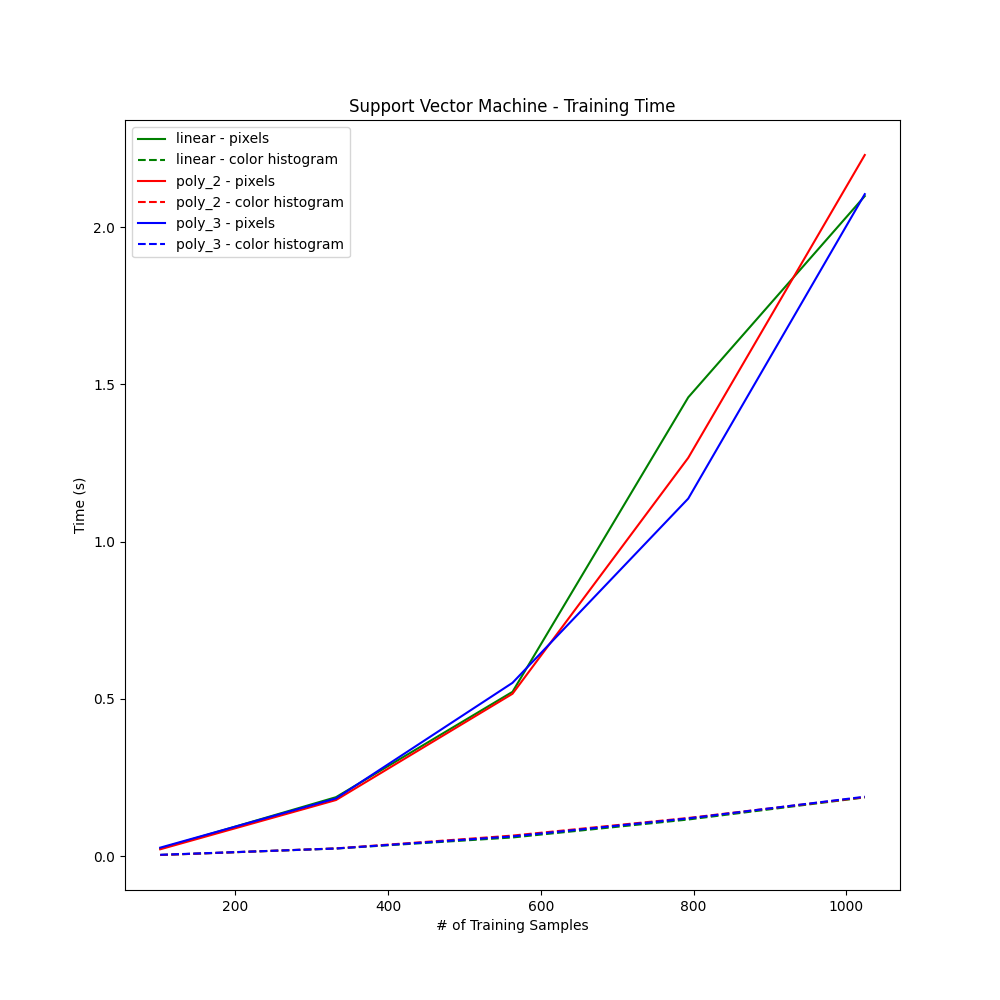 Support Vector Machine - Training Time
linear - pixels
linear - color histogram
poly_2 - pixels
poly_2 - color histogram
poly_3 - pixels
poly_3 - color histogram
2.0
1.5
1.0
0.5
0.0
Time (s)
200 400 600 800 1000
# of Training Samples